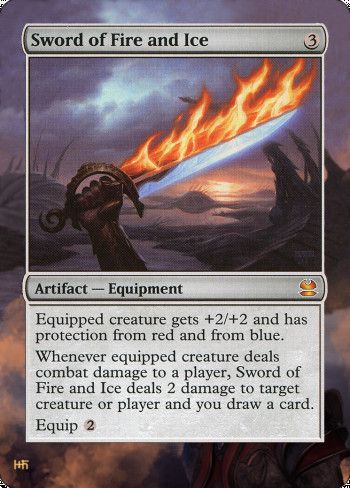 Sword of Fire and Ice 3
Artifact — Equipment
Equipped creature gets +2/+2 and has
protection from red and from blue.
Whenever equipped creature deals
combat damage to a player, Sword of
Fire and Ice deals 2 damage to target
creature or player and you draw a card.
Equip 2